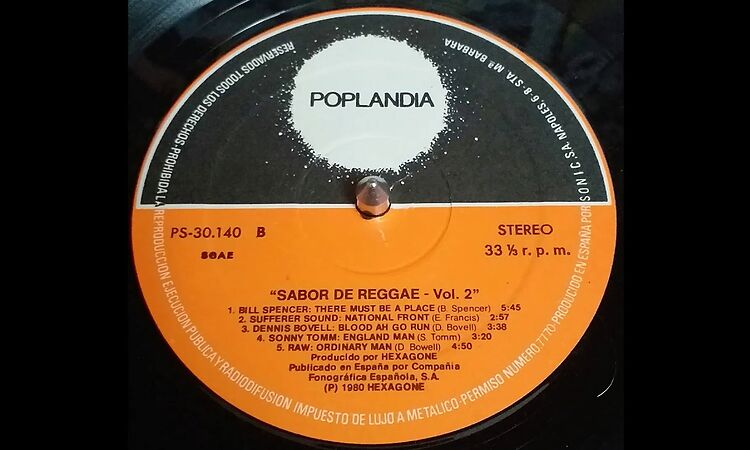 POPLANDIA
PS-30.140 B
STEREO
SGAE
33 ⅓ r. p. m.
"SABOR DE REGGAE - Vol. 2"
1. BILL SPENCER: THERE MUST BE A PLACE (B. Spencer) 5:45
2. SUFFERER SOUND: NATIONAL FRONT (E. Francis) 2:57
3. DENNIS BOVELL: BLOOD AH GO RUN (D. Bovell) 3:38
4. SONNY TOMM: ENGLAND MAN (S. Tomm) 3:20
5. RAW: ORDINARY MAN (D. Bowell) 4:50
Producido por HEXAGONE
Publicado en España por Compañia
Fonográfica Española, S.A.
(P) 1980 HEXAGONE
RESERVADOS TODOS LOS DERECHOS-PROHIBIDA LA REPRODUCCION EJECUCION PUBLICA Y RADIODIFUSION IMPUESTO DE LUJO A METALICO-PERMISO NUMERO 7770 PRODUCIDO EN ESPAÑA POR SONIC, S.A. NAPOLES, 6-8 STA Mª BARBARA.